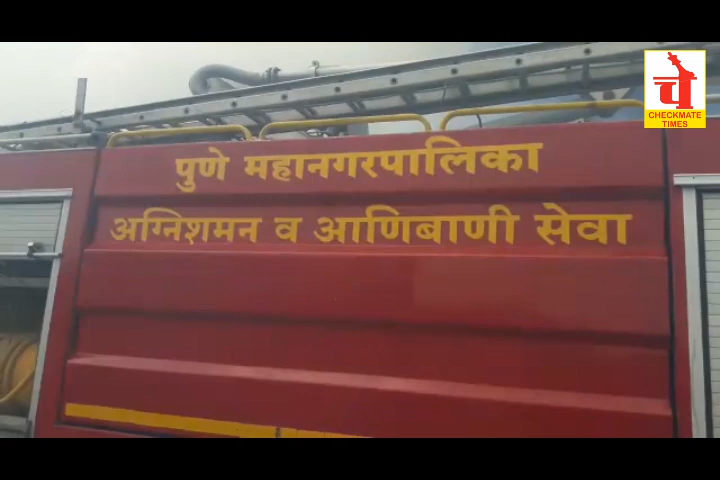 पुणे महानगरपालिका
अग्निशमन व आणिबाणी सेवा
चे
CHECKMATE
TIMES